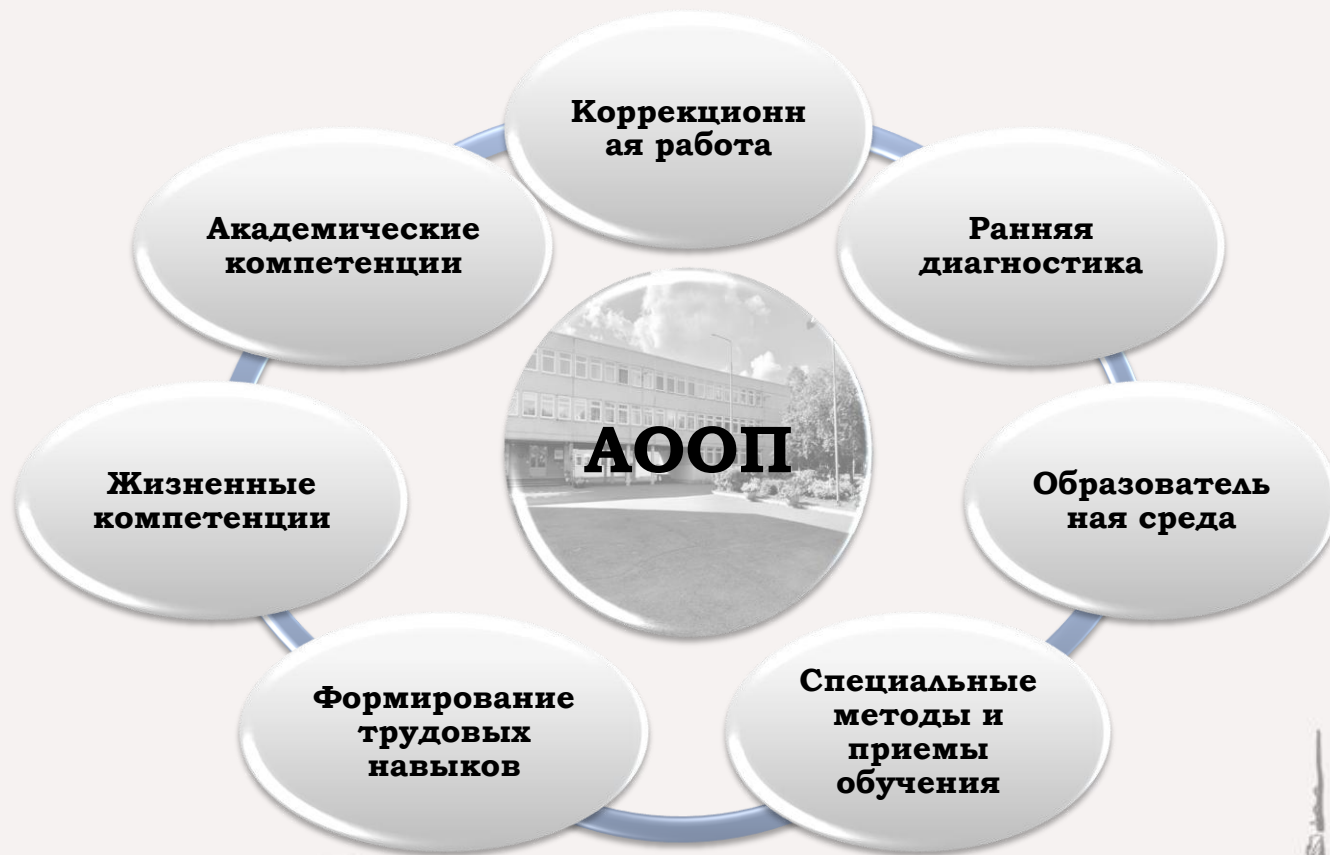 Коррекционн
ая работа
Академические
компетенции
Ранняя
диагностика
АООП
Жизненные
компетенции
Образователь
ная среда
Формирование
трудовых
навыков
Специальные
методы и
приемы
обучения